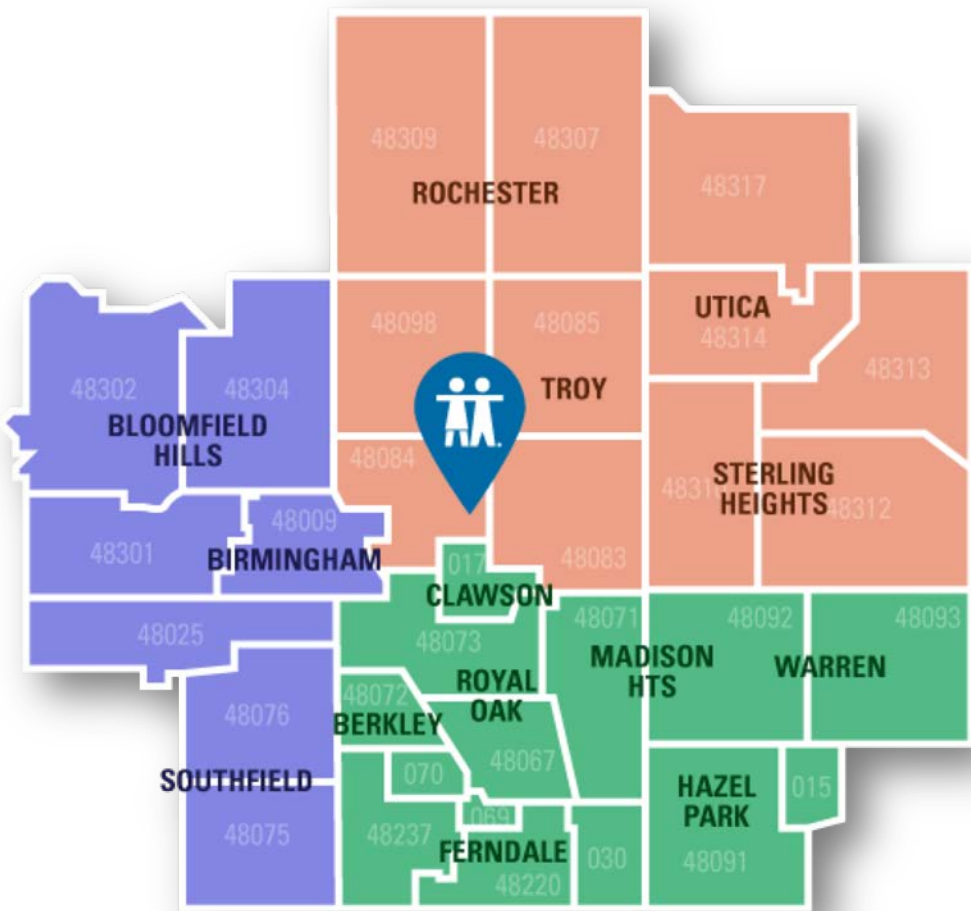 48309
48307
48317
ROCHESTER
48098
48085
UTICA
48314
48302
48304
TROY
48313
BLOOMFIELD
HILLS
48084
STERLING
HEIGHTS
48312
48009
48301
BIRMINGHAM
017
48083
CLAWSON
48025
48073
48071
48092
48093
MADISON
HTS
WARREN
ROYAL
OAK
48072
BERKLEY
48076
SOUTHFIELD
070
48067
HAZEL
PARK
015
48075
48237
069
FERNDALE
48220
030
48091